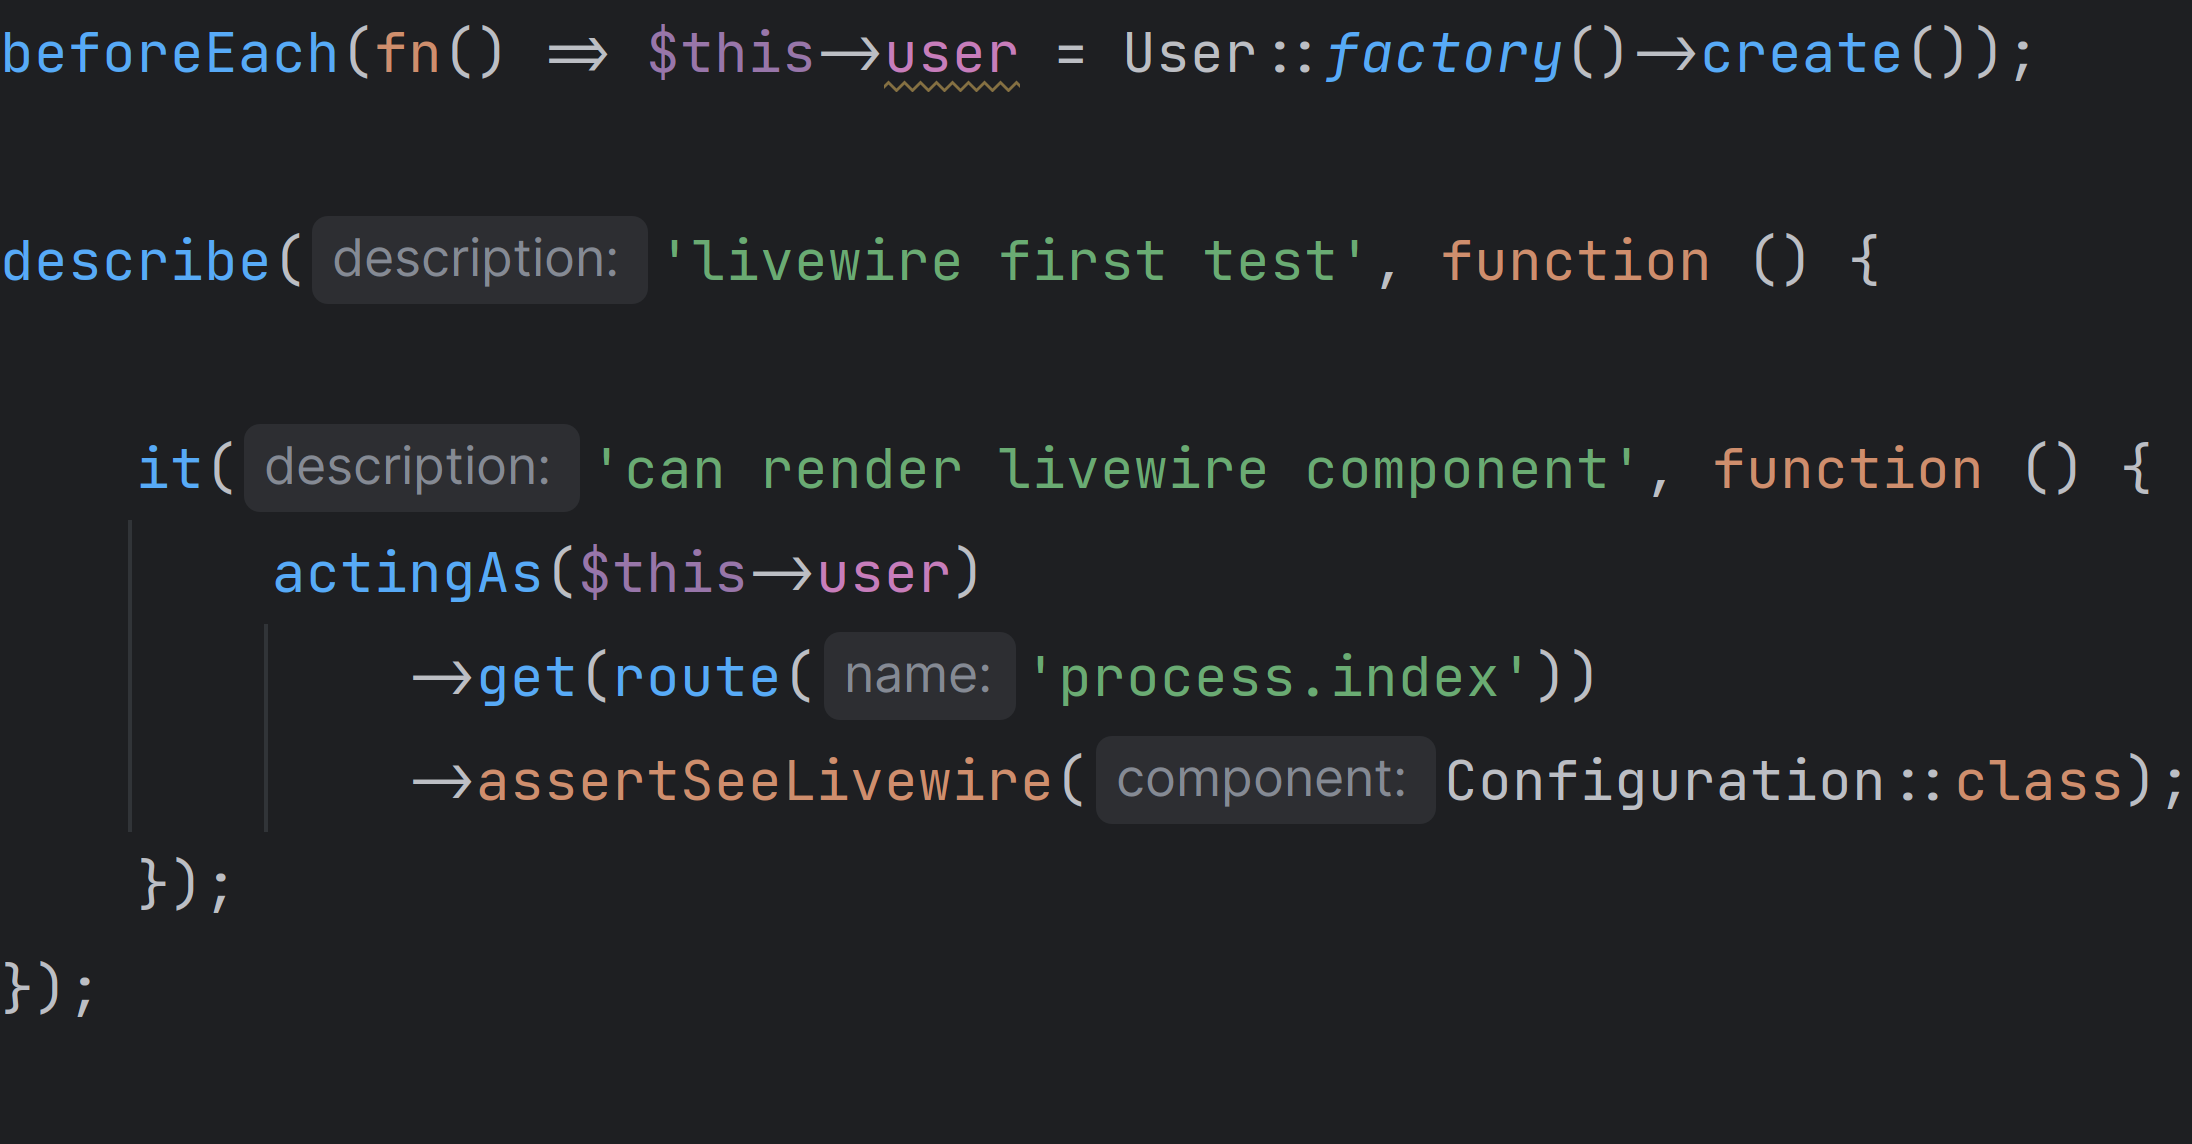 beforeEach(fn() => $this->user = User::factory()->create());
describe( description: 'livewire first test', function () {
it( description: 'can render livewire component', function () {
actingAs($this->user)
->get(route( name: 'process.index'))
->assertSeeLivewire( component: Configuration::class);
});
});